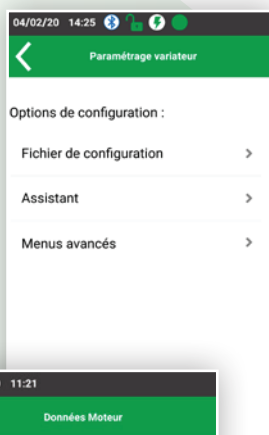 04/02/20 14:25
Paramétrage variateur
Options de configuration :
Fichier de configuration
Assistant
Menus avancés
11:21
Données Moteur